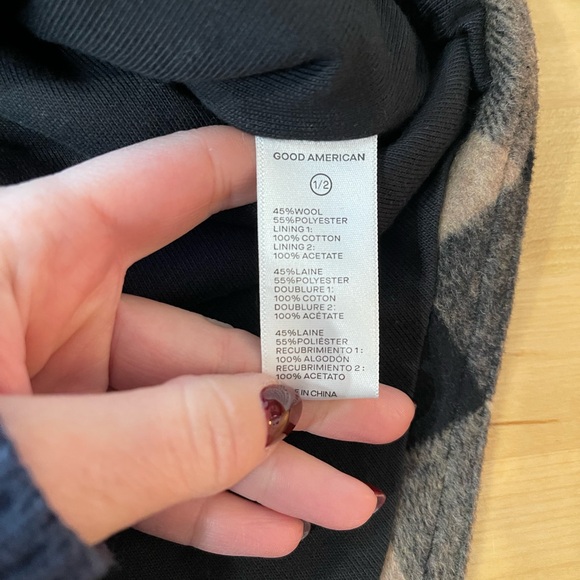 GOOD AMERICAN
1/2
45%WOOL
55%POLYESTER
LINING 1:
100% COTTON
LINING 2:
100% ACETATE
45%LAINE
55%POLYESTER
DOUBLURE 1:
100% COTON
DOUBLURE 2:
100% ACÉTATE
45%LAINE
55%POLIÉSTER
RECUBRIMIENTO 1 :
100% ALGODÓN
RECUBRIMIENTO 2 :
100% ACETATO
IN CHINA